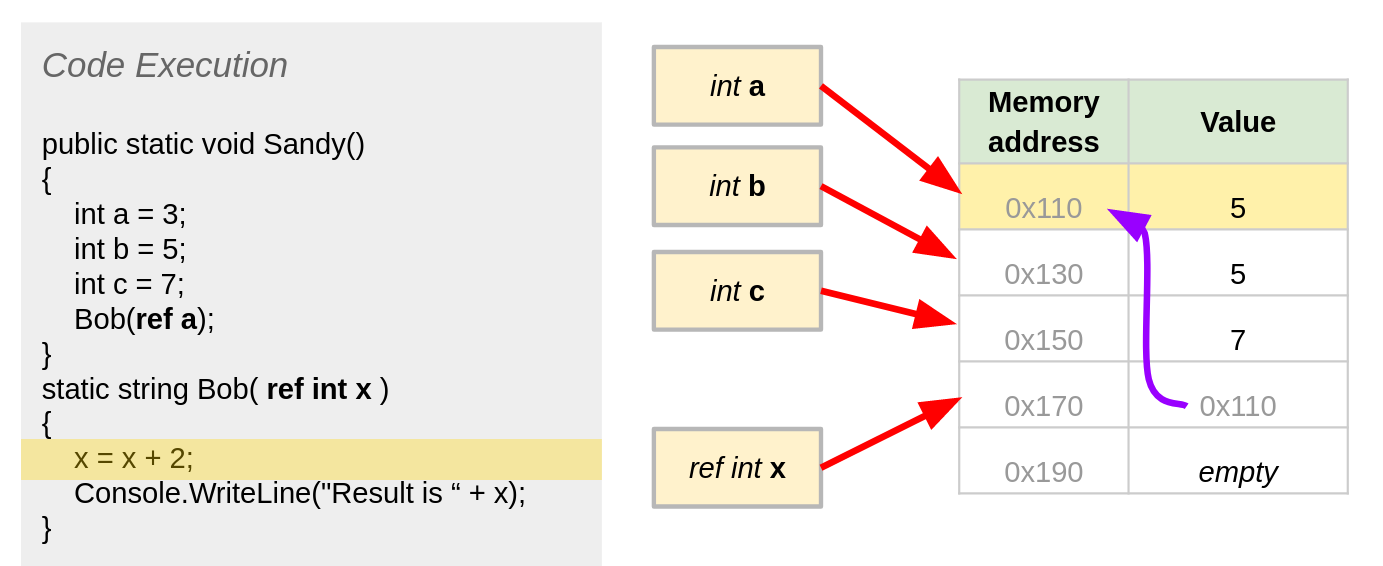 Code Execution
public static void Sandy()
{
int a = 3;
int b = 5;
int c = 7;
Bob(ref a);
}
static string Bob( ref int x )
{
x = x + 2;
Console.WriteLine("Result is “ + x);
}
int a
int b
int c
ref int x
Memory
address
Value
0x110 5
0x130 5
0x150 7
0x170 0x110
0x190 empty